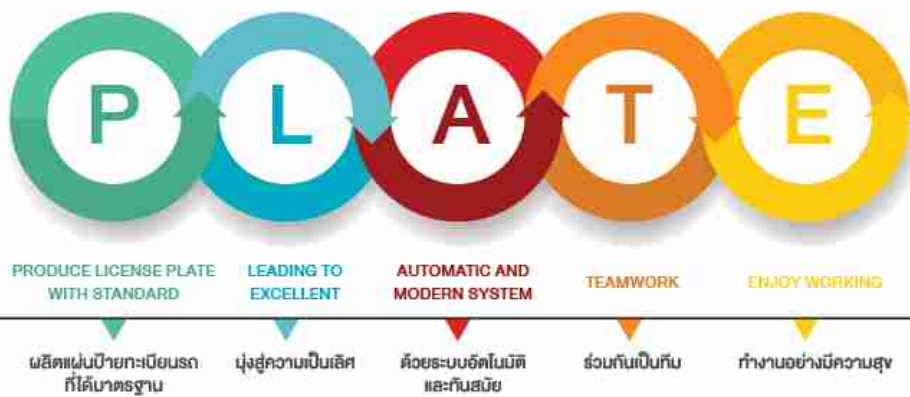 P L A T E
PRODUCE LICENSE PLATE
WITH STANDARD
LEADING TO
EXCELLENT
AUTOMATIC AND
MODERN SYSTEM
TEAMWORK
ENJOY WORKING
ผลิตแผ่นป้ายทะเบียนรถ
ที่ได้มาตรฐาน
มุ่งสู่ความเป็นเลิศ
ด้วยระบบอัตโนมัติ
และทันสมัย
ร่วมกันเป็นทีม
ทำงานอย่างมีความสุข